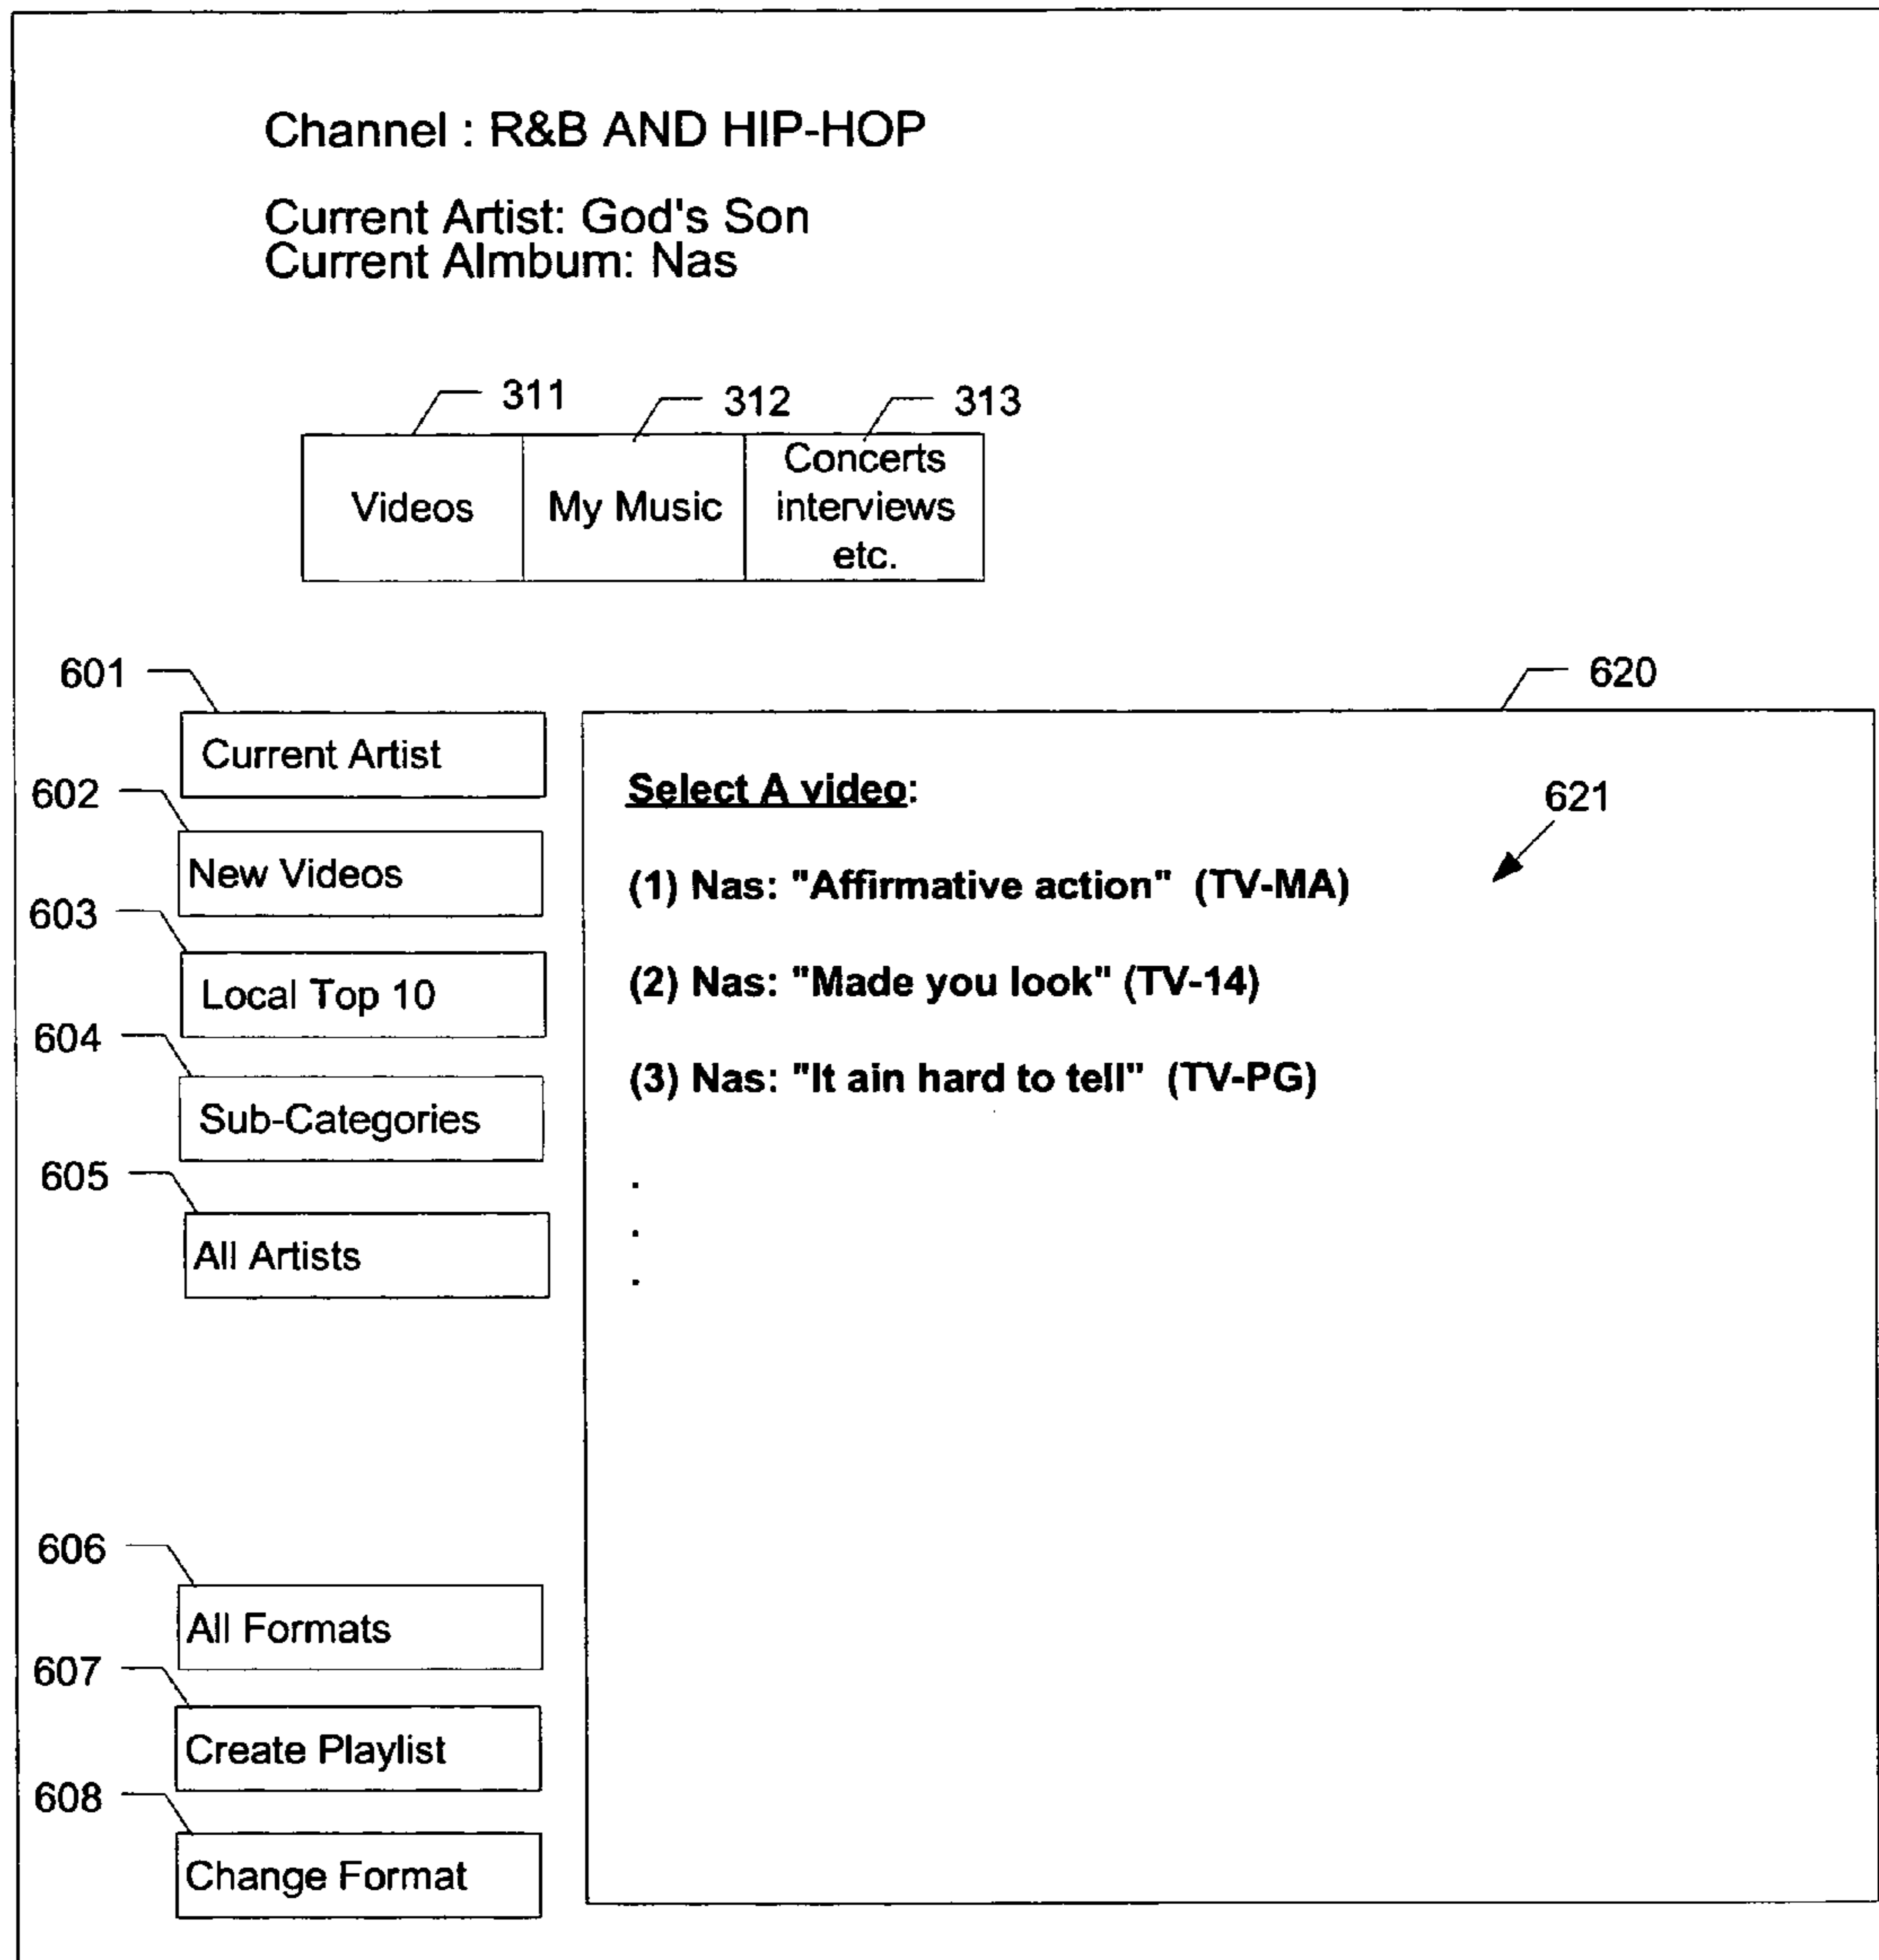 Channel : R&B AND HIP-HOP
Current Artist: God's Son
Current Almbum: Nas
311
312
313
Videos
My Music
Concerts
interviews
etc.
601
Current Artist
602
New Videos
603
Local Top 10
604
Sub-Categories
605
All Artists
606
All Formats
607
Create Playlist
608
Change Format
620
Select A video:
621
(1) Nas: "Affirmative action" (TV-MA)
(2) Nas: "Made you look" (TV-14)
(3) Nas: "It ain hard to tell" (TV-PG)
.
.
.